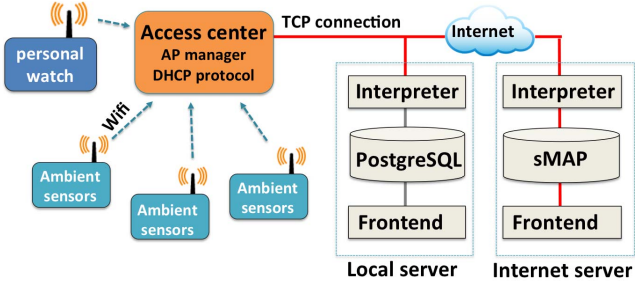 personal
watch
Access center
AP manager
DHCP protocol
TCP connection
Internet
Wifi
Ambient
sensors
Ambient
sensors
Ambient
sensors
Interpreter
PostgreSQL
Frontend
Local server
Interpreter
sMAP
Frontend
Internet server